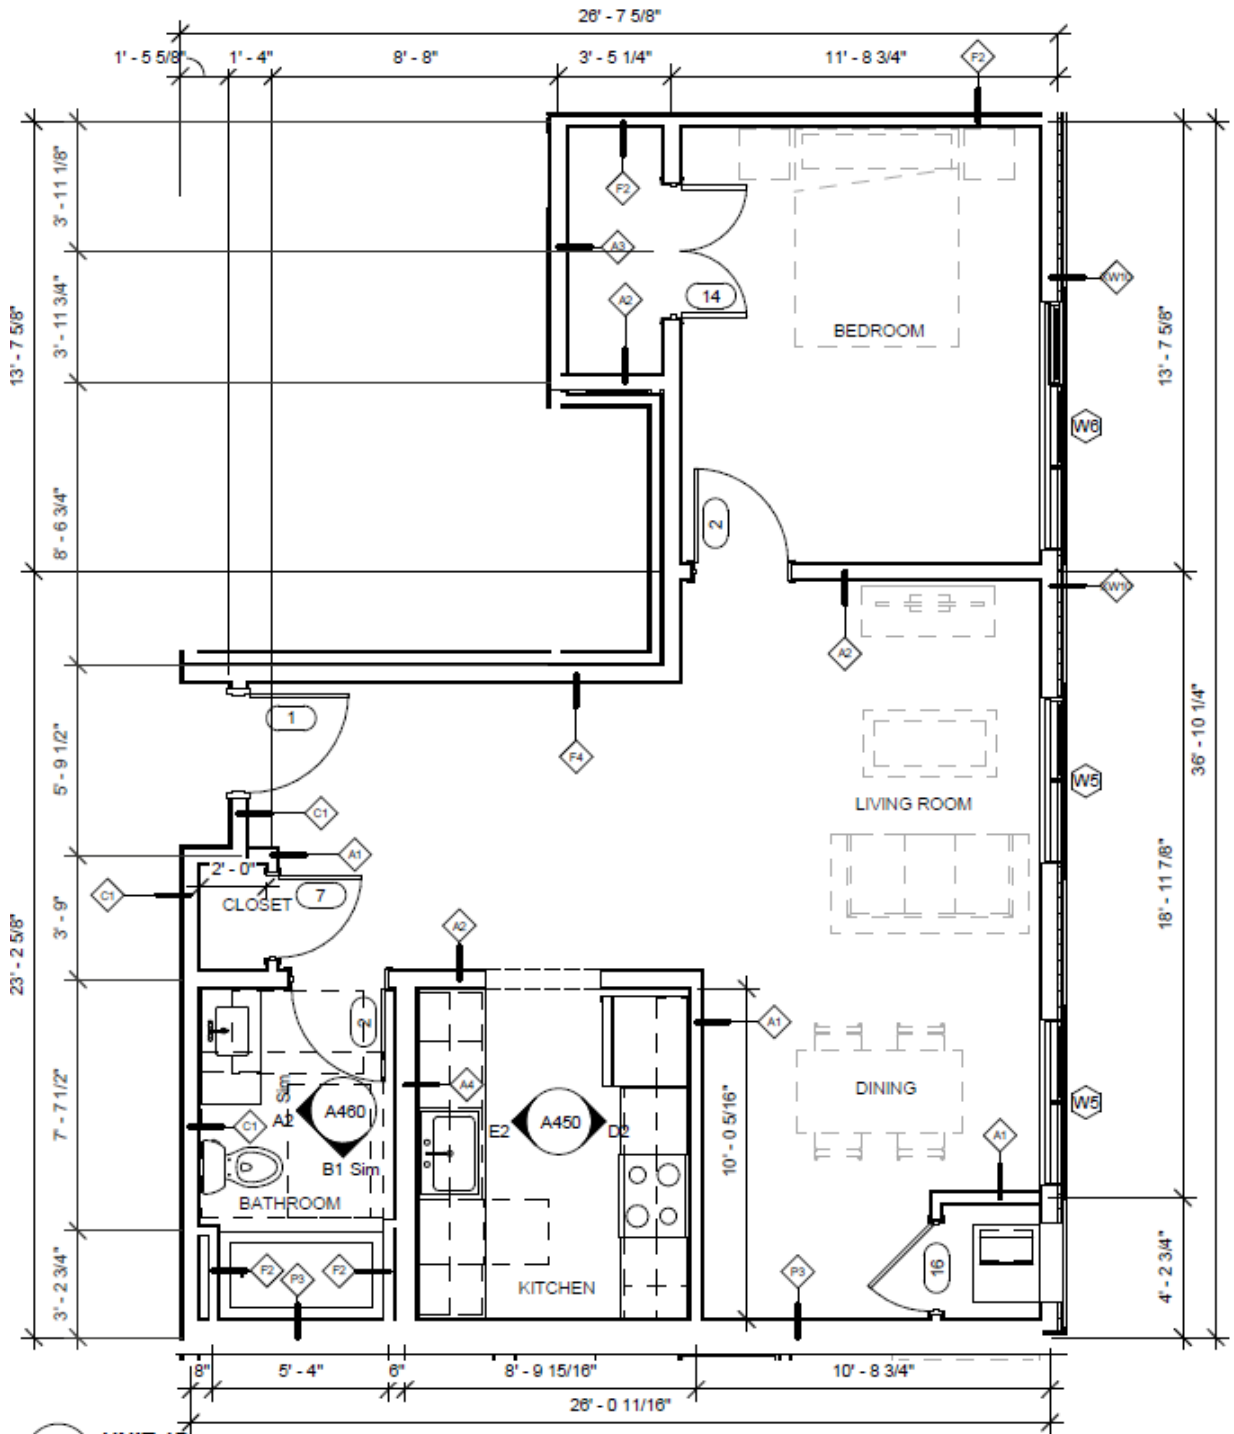 26' - 7 5/8"
1' - 5 5/8"
1' - 4"
8' - 8"
3' - 5 1/4"
11' - 8 3/4"
F2
3' - 11 1/8"
F2
A3
3' - 11 3/4"
A2
14
BEDROOM
13' - 7 5/8"
13' - 7 5/8"
W6
8' - 6 3/4"
2
A2
36' - 10 1/4"
1
F4
5' - 9 1/2"
W5
LIVING ROOM
C1
A1
2' - 0"
C1
CLOSET
7
18' - 11 7/8"
3' - 9"
23' - 2 5/8"
A2
2
A1
DINING
A4
W5
Sim
A2
A460
E2
A450
D2
7' - 7 1/2"
10' - 0 5/16"
C1
A1
B1 Sim
BATHROOM
F2
P3
F2
KITCHEN
P3
16
3' - 2 3/4"
4' - 2 3/4"
8"
5' - 4"
6"
8' - 9 15/16"
10' - 8 3/4"
26' - 0 11/16"